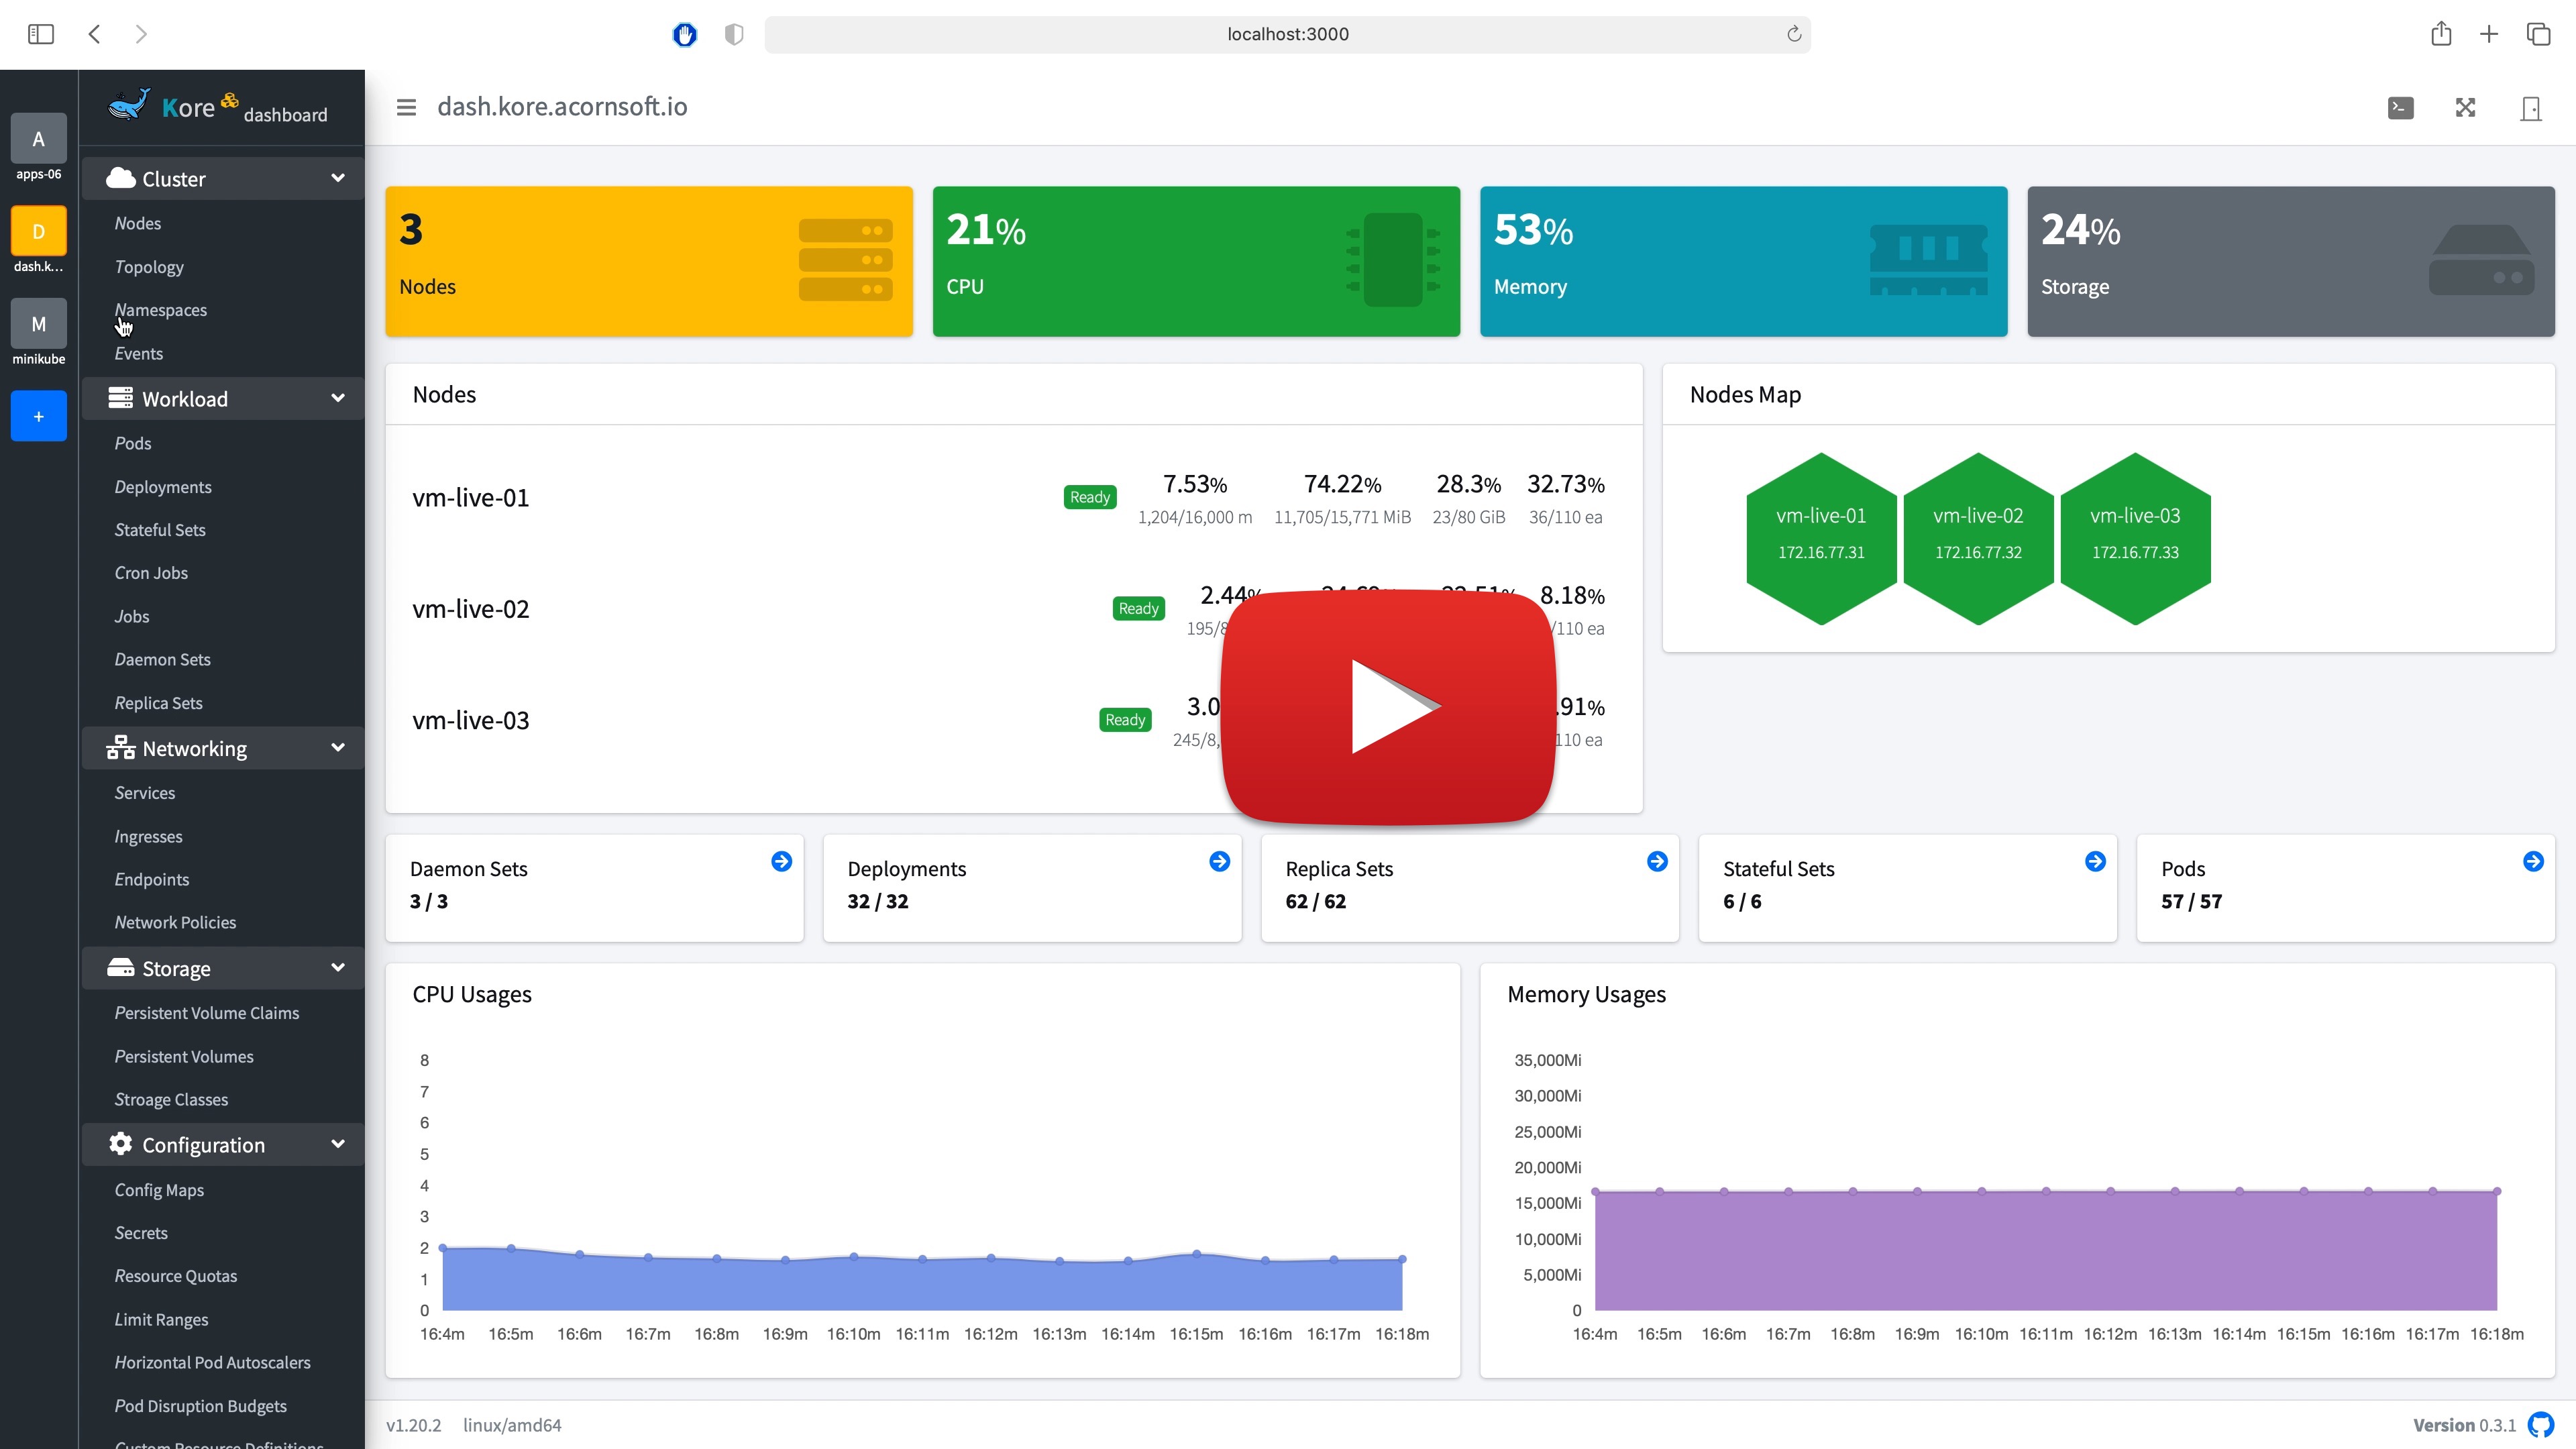 localhost:3000
A
apps-06
D
dash.k...
M
minikube
+
Kore dashboard
Cluster
Nodes
Topology
Namespaces
Events
Workload
Pods
Deployments
Stateful Sets
Cron Jobs
Jobs
Daemon Sets
Replica Sets
Networking
Services
Ingresses
Endpoints
Network Policies
Storage
Persistent Volume Claims
Persistent Volumes
Stroage Classes
Configuration
Config Maps
Secrets
Resource Quotas
Limit Ranges
Horizontal Pod Autoscalers
Pod Disruption Budgets
Custom Resource Definitions
dash.kore.acornsoft.io
3
Nodes
21%
CPU
53%
Memory
24%
Storage
Nodes
vm-live-01
Ready
7.53% 74.22% 28.3% 32.73%
1,204/16,000 m 11,705/15,771 MiB 23/80 GiB 36/110 ea
vm-live-02
Ready
2.44% 8.18%
195/8 /110 ea
vm-live-03
Ready
3.0 .91%
245/8, 110 ea
Nodes Map
vm-live-01
172.16.77.31
vm-live-02
172.16.77.32
vm-live-03
172.16.77.33
Daemon Sets
3 / 3
Deployments
32 / 32
Replica Sets
62 / 62
Stateful Sets
6 / 6
Pods
57 / 57
CPU Usages
8
7
6
5
4
3
2
1
0
16:4m 16:5m 16:6m 16:7m 16:8m 16:9m 16:10m 16:11m 16:12m 16:13m 16:14m 16:15m 16:16m 16:17m 16:18m
Memory Usages
35,000Mi
30,000Mi
25,000Mi
20,000Mi
15,000Mi
10,000Mi
5,000Mi
0
16:4m 16:5m 16:6m 16:7m 16:8m 16:9m 16:10m 16:11m 16:12m 16:13m 16:14m 16:15m 16:16m 16:17m 16:18m
v1.20.2 linux/amd64
Version 0.3.1